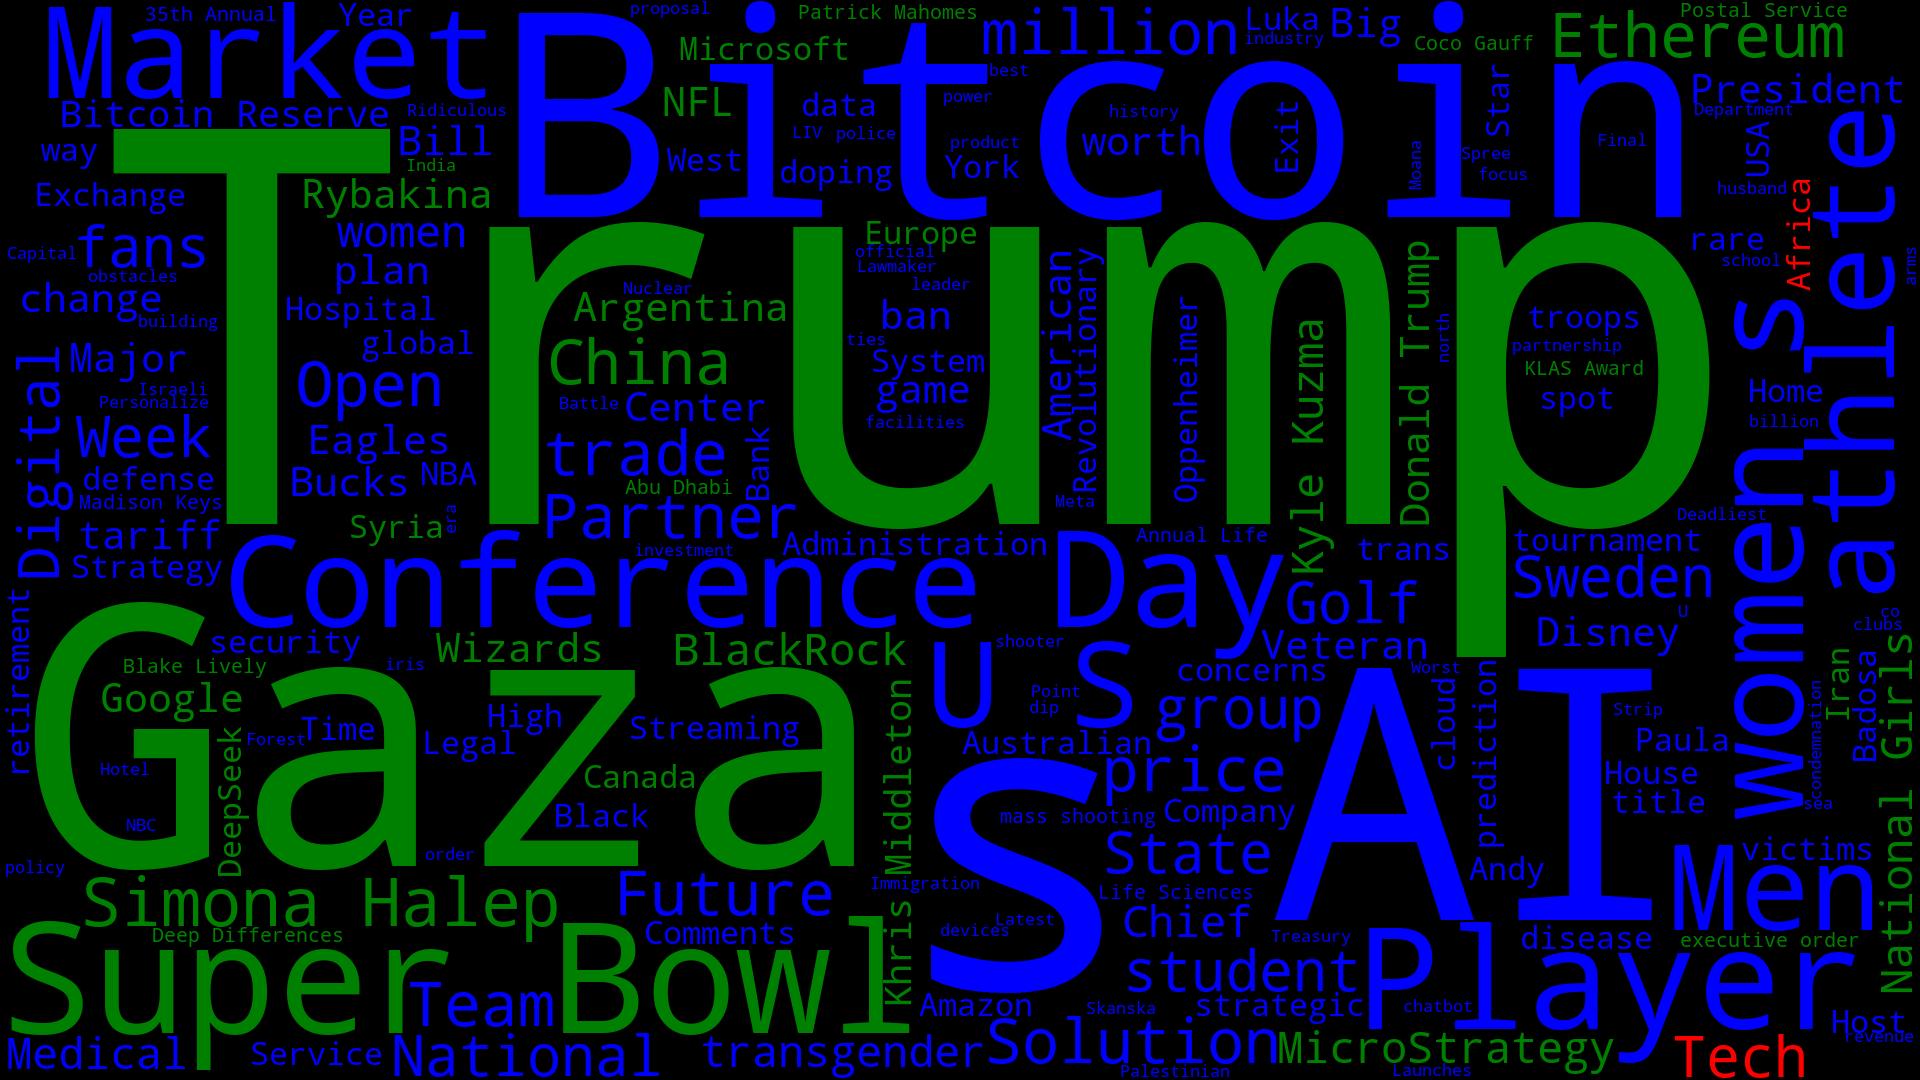 Market
35th Annual
Year
Bitcoin
proposal
Patrick Mahomes
Microsoft
million
Luka
industry
Big
Coco Gauff
Ethereum
Postal Service
Bitcoin Reserve
Ridiculous
Bill
India
way
NFL
data
best
power
history
LIV
police
product
worth
West
doping
York
Exit
Star
Spree
focus
Moana
Final
President
Department
USA
husband
athlete
Exchange
Rybakina
Trump
Europe
official
Lawmaker
leader
rare
school
Africa
arms
Capital
fans
obstacles
women
plan
change
building
Hospital
Nuclear
Argentina
ban
ties
American
Revolutionary
Oppenheimer
Donald Trump
north
troops
partnership
KLAS Award
spot
global
China
System
game
facilities
Kyle Kuzma
Digital
Major
Israeli
Personalize
Open
Battle
Center
Home
billion
Women s
Week
Eagles
trade
Bank
defense
Bucks
NBA
Abu Dhabi
Meta
Madison Keys
Partner
Syria
era
tariff
Strategy
Deadliest
Conference Day
investment
Administration
Annual Life
trans
tournament
Sweden
u
Golf
Disney
co
clubs
retirement
security
Wizards
BlackRock
shooter
U S
Veteran
concerns
Worst
Blake Lively
iris
Gaza
Google
Time
Forest
High
Legal
Streaming
Point
dip
group
cloud
prediction
Strip
Iran
Badosa
National Girls
condemnation
DeepSeek
Hotel
Canada
Khris Middleton
Australian
price
AI
Paula
House
title
sea
NBC
Black
mass shooting
Company
policy
order
State
Andy
Men
victims
Simona Halep
Future
Immigration
s
Life Sciences
Latest
devices
Chief
Treasury
disease
executive order
Deep Differences
Comments
Super Bowl
student
Player
Team
Amazon
Skanska
strategic
chatbot
Host
revenue
Medical
Service
National
transgender
Solution
MicroStrategy
Tech
Palestinian
Launches